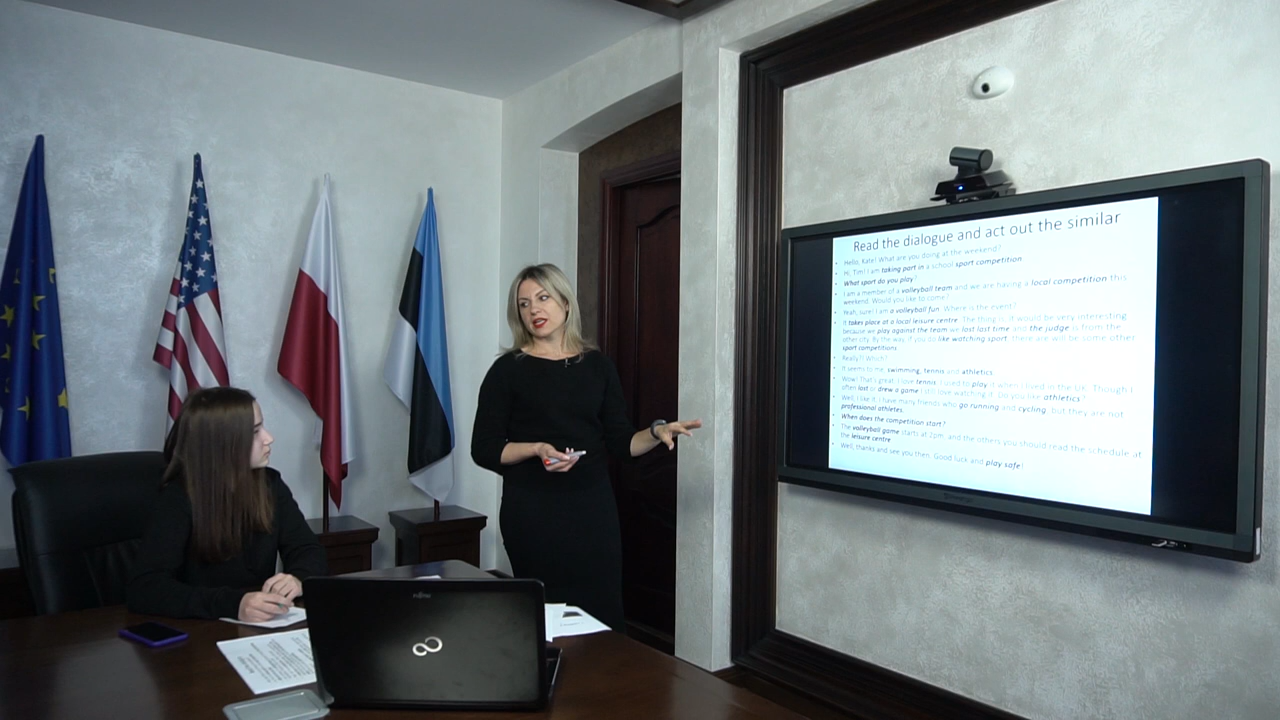 Read the dialogue and act out the similar
• Hello, Kate! What are you doing at the weekend?
• Hi, Tim! I am taking part in a school sport competition.
• What sport do you play?
• I am a member of a volleyball team and we are having a local competition this
weekend. Would you like to come?
• Yeah, sure! I am a volleyball fun. Where is the event?
• It takes place at a local leisure centre. The thing is, it would be very interesting
because we play against the team we lost last time and the judge is from the
other city. By the way, if you do like watching sport, there are will be some other
sport competitions.
• Really?! Which?
• It seems to me, swimming, tennis and athletics.
• Wow! That's great. I love tennis. I used to play it when I lived in the UK. Though I
often lost or drew a game I still love watching it. Do you like athletics?
• Well, I like it. I have many friends who go running and cycling, but they are not
professional athletes.
• When does the competition start?
• The volleyball game starts at 2pm, and the others you should read the schedule at
the leisure centre
• Well, thanks and see you then. Good luck and play safe!
FUJITSU